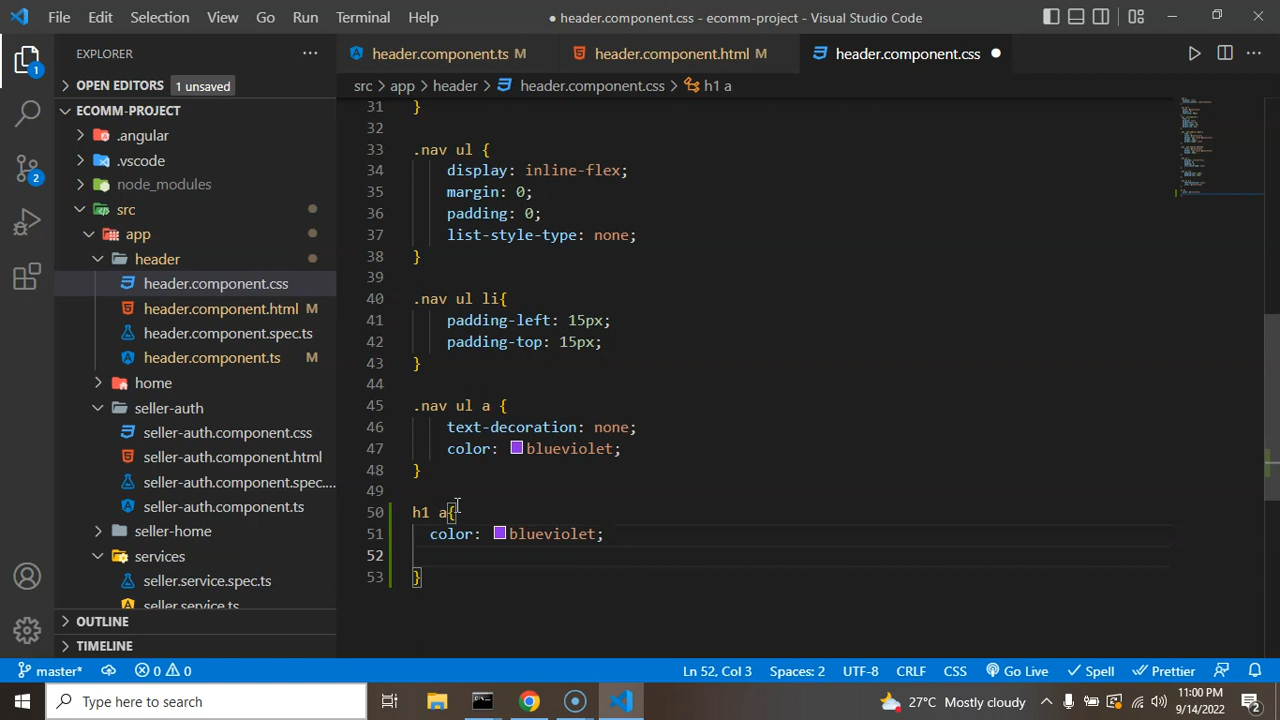 File Edit Selection View Go Run Terminal Help ● header.component.css - ecomm-project - Visual Studio Code
EXPLORER
OPEN EDITORS 1 unsaved
ECOMM-PROJECT
.angular
.vscode
node_modules
src
app
header
header.component.css
header.component.html M
header.component.spec.ts
header.component.ts M
home
seller-auth
seller-auth.component.css
seller-auth.component.html
seller-auth.component.spec....
seller-auth.component.ts
seller-home
services
seller.service.spec.ts
seller.service.ts
OUTLINE
TIMELINE
header.component.ts M header.component.html M header.component.css
src > app > header > header.component.css > h1 a
31 }
32
33 .nav ul {
34 display: inline-flex;
35 margin: 0;
36 padding: 0;
37 list-style-type: none;
38 }
39
40 .nav ul li{
41 padding-left: 15px;
42 padding-top: 15px;
43 }
44
45 .nav ul a {
46 text-decoration: none;
47 color: blueviolet;
48 }
49
50 h1 a{
51 color: blueviolet;
52
53 }
master* 0 0 Ln 52, Col 3 Spaces: 2 UTF-8 CRLF CSS Go Live Spell Prettier
Type here to search 27°C Mostly cloudy 11:00 PM
9/14/2022
1
2
2